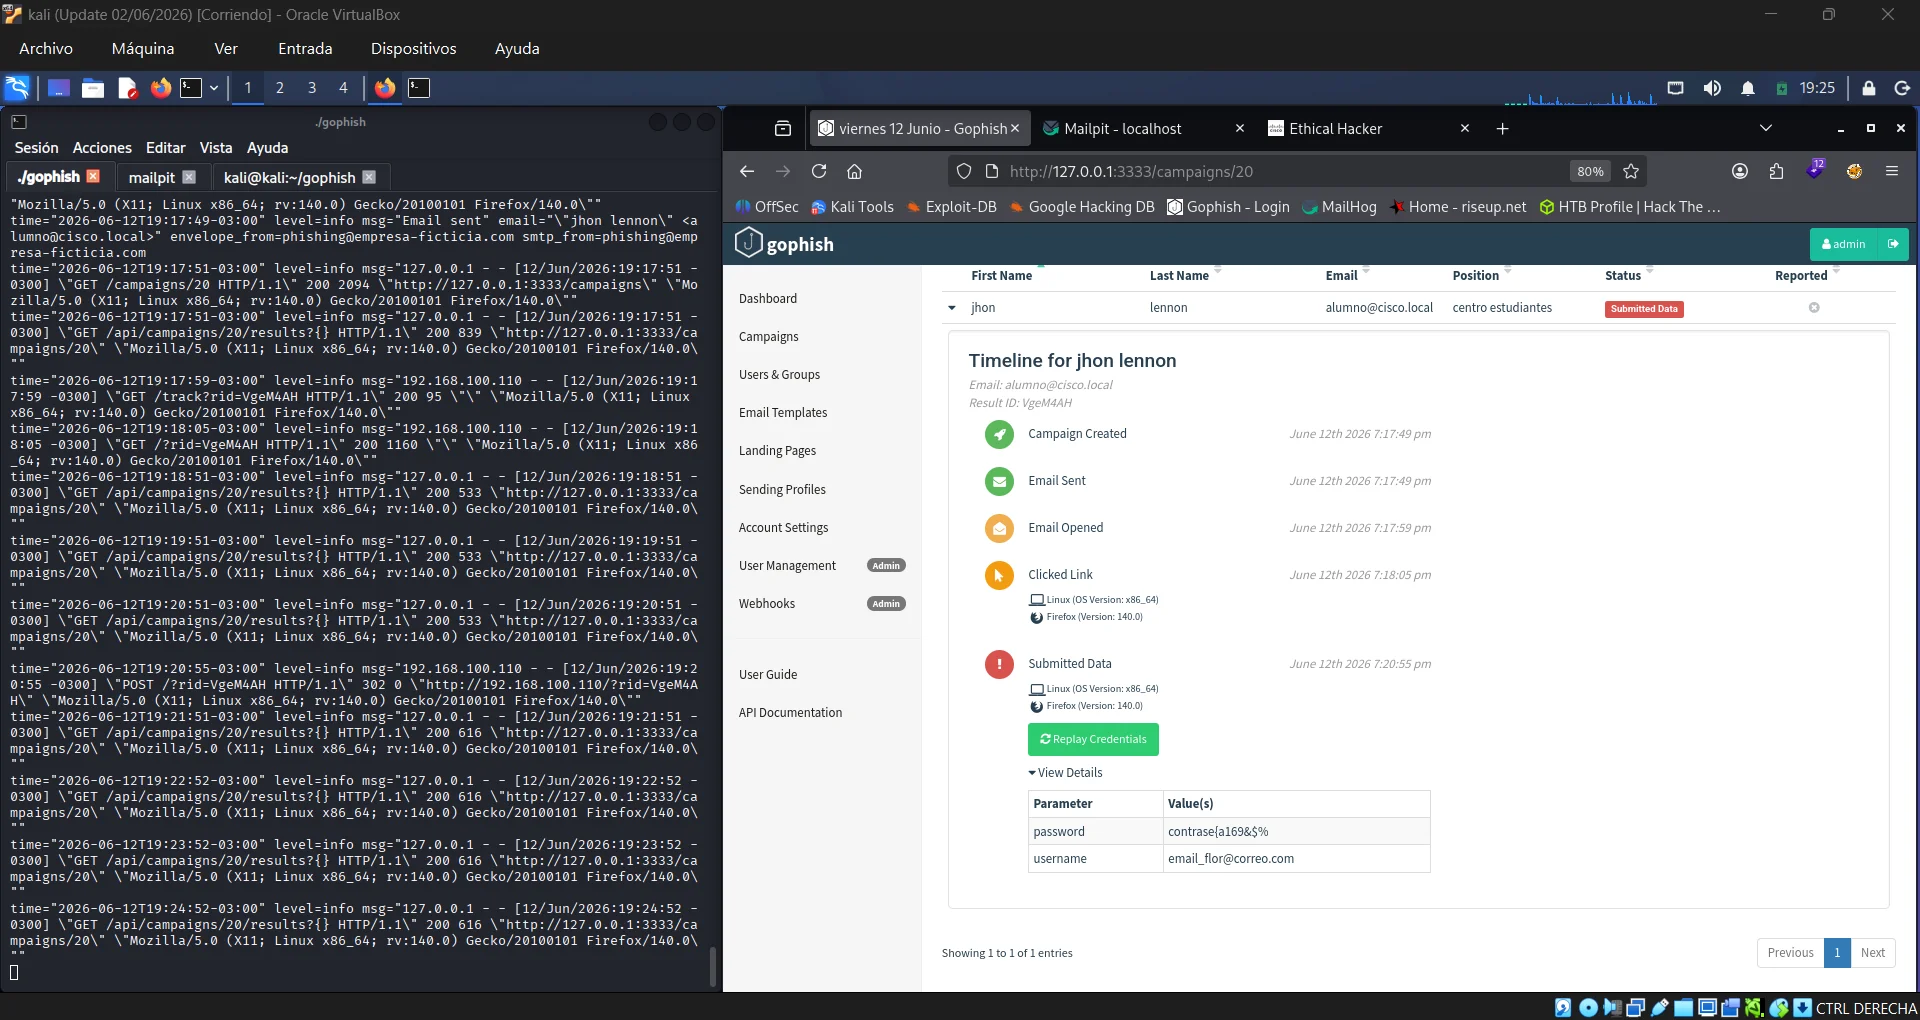 kali (Update 02/06/2026) [Corriendo] - Oracle VirtualBox
Archivo Máquina Ver Entrada Dispositivos Ayuda
1 2 3 4 19:25
./gophish
Sesión Acciones Editar Vista Ayuda
./gophish mailpit kali@kali:~/gophish
"Mozilla/5.0 (X11; Linux x86_64; rv:140.0) Gecko/20100101 Firefox/140.0\""
time="2026-06-12T19:17:49-03:00" level=info msg="Email sent" email="\"jhon lennon\" <a
lumno@cisco.local>" envelope_from=phishing@empresa-ficticia.com smtp_from=phishing@emp
resa-ficticia.com
time="2026-06-12T19:17:51-03:00" level=info msg="127.0.0.1 - - [12/Jun/2026:19:17:51 -
0300] \"GET /campaigns/20 HTTP/1.1\" 200 2094 \"http://127.0.0.1:3333/campaigns\" \"Mo
zilla/5.0 (X11; Linux x86_64; rv:140.0) Gecko/20100101 Firefox/140.0\""
time="2026-06-12T19:17:51-03:00" level=info msg="127.0.0.1 - - [12/Jun/2026:19:17:51 -
0300] \"GET /api/campaigns/20/results?{} HTTP/1.1\" 200 839 \"http://127.0.0.1:3333/ca
mpaigns/20\" \"Mozilla/5.0 (X11; Linux x86_64; rv:140.0) Gecko/20100101 Firefox/140.0\
""
time="2026-06-12T19:17:59-03:00" level=info msg="192.168.100.110 - - [12/Jun/2026:19:1
7:59 -0300] \"GET /track?rid=VgeM4AH HTTP/1.1\" 200 95 \"\" \"Mozilla/5.0 (X11; Linux
x86_64; rv:140.0) Gecko/20100101 Firefox/140.0\""
time="2026-06-12T19:18:05-03:00" level=info msg="192.168.100.110 - - [12/Jun/2026:19:1
8:05 -0300] \"GET /?rid=VgeM4AH HTTP/1.1\" 200 1160 \"\" \"Mozilla/5.0 (X11; Linux x86
_64; rv:140.0) Gecko/20100101 Firefox/140.0\""
time="2026-06-12T19:18:51-03:00" level=info msg="127.0.0.1 - - [12/Jun/2026:19:18:51 -
0300] \"GET /api/campaigns/20/results?{} HTTP/1.1\" 200 533 \"http://127.0.0.1:3333/ca
mpaigns/20\" \"Mozilla/5.0 (X11; Linux x86_64; rv:140.0) Gecko/20100101 Firefox/140.0\
""
time="2026-06-12T19:19:51-03:00" level=info msg="127.0.0.1 - - [12/Jun/2026:19:19:51 -
0300] \"GET /api/campaigns/20/results?{} HTTP/1.1\" 200 533 \"http://127.0.0.1:3333/ca
mpaigns/20\" \"Mozilla/5.0 (X11; Linux x86_64; rv:140.0) Gecko/20100101 Firefox/140.0\
""
time="2026-06-12T19:20:51-03:00" level=info msg="127.0.0.1 - - [12/Jun/2026:19:20:51 -
0300] \"GET /api/campaigns/20/results?{} HTTP/1.1\" 200 533 \"http://127.0.0.1:3333/ca
mpaigns/20\" \"Mozilla/5.0 (X11; Linux x86_64; rv:140.0) Gecko/20100101 Firefox/140.0\
""
time="2026-06-12T19:20:55-03:00" level=info msg="192.168.100.110 - - [12/Jun/2026:19:2
0:55 -0300] \"POST /?rid=VgeM4AH HTTP/1.1\" 302 0 \"http://192.168.100.110/?rid=VgeM4A
H\" \"Mozilla/5.0 (X11; Linux x86_64; rv:140.0) Gecko/20100101 Firefox/140.0\""
time="2026-06-12T19:21:51-03:00" level=info msg="127.0.0.1 - - [12/Jun/2026:19:21:51 -
0300] \"GET /api/campaigns/20/results?{} HTTP/1.1\" 200 616 \"http://127.0.0.1:3333/ca
mpaigns/20\" \"Mozilla/5.0 (X11; Linux x86_64; rv:140.0) Gecko/20100101 Firefox/140.0\
""
time="2026-06-12T19:22:52-03:00" level=info msg="127.0.0.1 - - [12/Jun/2026:19:22:52 -
0300] \"GET /api/campaigns/20/results?{} HTTP/1.1\" 200 616 \"http://127.0.0.1:3333/ca
mpaigns/20\" \"Mozilla/5.0 (X11; Linux x86_64; rv:140.0) Gecko/20100101 Firefox/140.0\
""
time="2026-06-12T19:23:52-03:00" level=info msg="127.0.0.1 - - [12/Jun/2026:19:23:52 -
0300] \"GET /api/campaigns/20/results?{} HTTP/1.1\" 200 616 \"http://127.0.0.1:3333/ca
mpaigns/20\" \"Mozilla/5.0 (X11; Linux x86_64; rv:140.0) Gecko/20100101 Firefox/140.0\
""
time="2026-06-12T19:24:52-03:00" level=info msg="127.0.0.1 - - [12/Jun/2026:19:24:52 -
0300] \"GET /api/campaigns/20/results?{} HTTP/1.1\" 200 616 \"http://127.0.0.1:3333/ca
mpaigns/20\" \"Mozilla/5.0 (X11; Linux x86_64; rv:140.0) Gecko/20100101 Firefox/140.0\
""
viernes 12 Junio - Gophish Mailpit - localhost Ethical Hacker
http://127.0.0.1:3333/campaigns/20 80% 12
OffSec Kali Tools Exploit-DB Google Hacking DB Gophish - Login MailHog Home - riseup.net HTB Profile | Hack The ...
gophish admin
Dashboard
Campaigns
Users & Groups
Email Templates
Landing Pages
Sending Profiles
Account Settings
User Management Admin
Webhooks Admin
User Guide
API Documentation
First Name Last Name Email Position Status Reported
jhon lennon alumno@cisco.local centro estudiantes Submitted Data
Timeline for jhon lennon
Email: alumno@cisco.local
Result ID: VgeM4AH
Campaign Created June 12th 2026 7:17:49 pm
Email Sent June 12th 2026 7:17:49 pm
Email Opened June 12th 2026 7:17:59 pm
Clicked Link June 12th 2026 7:18:05 pm
Linux (OS Version: x86_64)
Firefox (Version: 140.0)
Submitted Data June 12th 2026 7:20:55 pm
Linux (OS Version: x86_64)
Firefox (Version: 140.0)
Replay Credentials
View Details
Parameter Value(s)
password contrase{a169&$%
username email_flor@correo.com
Showing 1 to 1 of 1 entries
Previous 1 Next
CTRL DERECHA